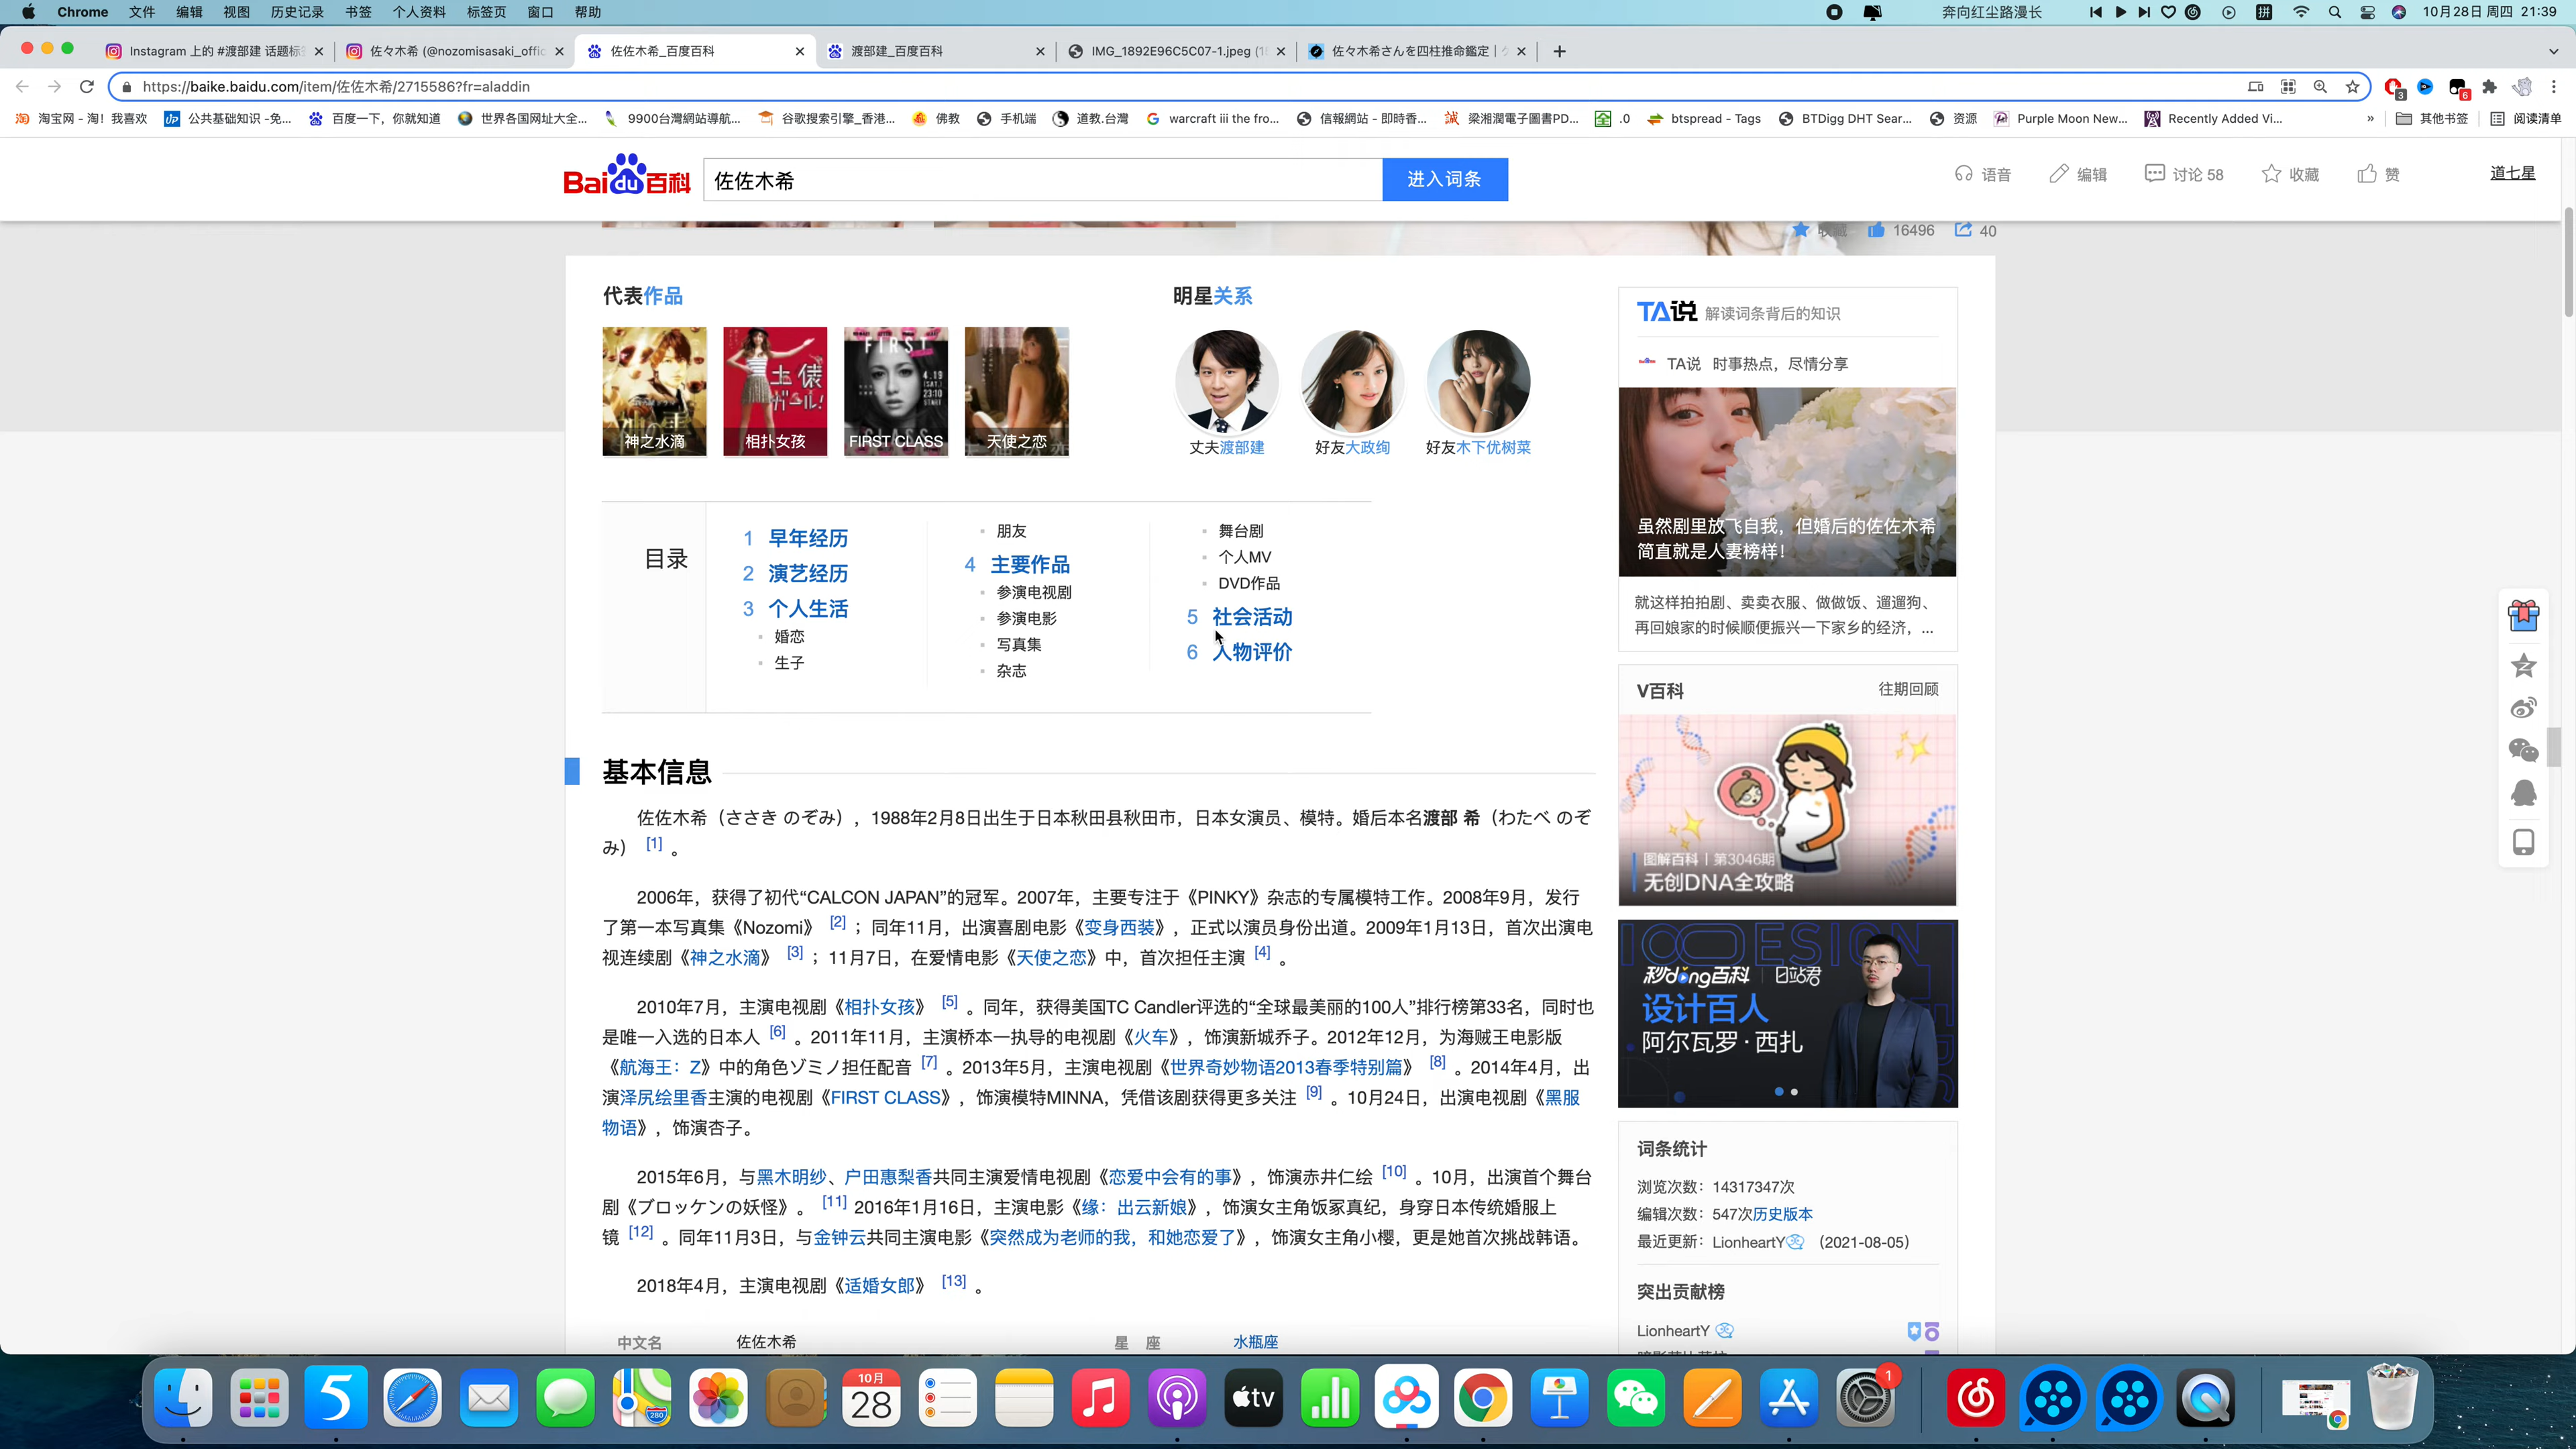 Chrome 文件 编辑 视图 历史记录 书签 个人资料 标签页 窗口 帮助
奔向红尘路漫长
10月28日 周四 21:39
Instagram 上的 #渡部建 话题标
佐々木希 (@nozomisasaki_offic
佐佐木希_百度百科
渡部建_百度百科
IMG_1892E96C5C07-1.jpeg
佐々木希さんを四柱推命鑑定
https://baike.baidu.com/item/佐佐木希/2715586?fr=aladdin
3
6
淘宝网 - 淘！我喜欢
公共基础知识 -免...
百度一下，你就知道
世界各国网址大全...
9900台灣網站導航...
谷歌搜索引擎_香港...
佛教
手机端
道教.台灣
warcraft iii the fro...
信報網站 - 即時香...
梁湘潤電子圖書PD...
.0
btspread - Tags
BTDigg DHT Sear...
资源
Purple Moon New...
Recently Added Vi...
»
其他书签
阅读清单
Baidu百科
佐佐木希
进入词条
语音
编辑
讨论 58
收藏
赞
道七星
收藏 16496 40
代表作品
神之水滴
土俵ガール!
相扑女孩
FIRST CLASS
4.19
23:10
FIRST CLASS
天使之恋
明星关系
丈夫渡部建
好友大政绚
好友木下优树菜
目录
1 早年经历
2 演艺经历
3 个人生活
婚恋
生子
朋友
4 主要作品
参演电视剧
参演电影
写真集
杂志
舞台剧
个人MV
DVD作品
5 社会活动
6 人物评价
基本信息
佐佐木希（ささき のぞみ），1988年2月8日出生于日本秋田县秋田市，日本女演员、模特。婚后本名渡部 希（わたべ のぞ
み） [1] 。
2006年，获得了初代“CALCON JAPAN”的冠军。2007年，主要专注于《PINKY》杂志的专属模特工作。2008年9月，发行
了第一本写真集《Nozomi》 [2] ；同年11月，出演喜剧电影《变身西装》，正式以演员身份出道。2009年1月13日，首次出演电
视连续剧《神之水滴》 [3] ；11月7日，在爱情电影《天使之恋》中，首次担任主演 [4] 。
2010年7月，主演电视剧《相扑女孩》 [5] 。同年，获得美国TC Candler评选的“全球最美丽的100人”排行榜第33名，同时也
是唯一入选的日本人 [6] 。2011年11月，主演桥本一执导的电视剧《火车》，饰演新城乔子。2012年12月，为海贼王电影版
《航海王：Z》中的角色ゾミノ担任配音 [7] 。2013年5月，主演电视剧《世界奇妙物语2013春季特别篇》 [8] 。2014年4月，出
演泽尻绘里香主演的电视剧《FIRST CLASS》，饰演模特MINNA，凭借该剧获得更多关注 [9] 。10月24日，出演电视剧《黑服
物语》，饰演杏子。
2015年6月，与黑木明纱、户田惠梨香共同主演爱情电视剧《恋爱中会有的事》，饰演赤井仁绘 [10] 。10月，出演首个舞台
剧《ブロッケンの妖怪》。 [11] 2016年1月16日，主演电影《缘：出云新娘》，饰演女主角饭冢真纪，身穿日本传统婚服上
镜 [12] 。同年11月3日，与金钟云共同主演电影《突然成为老师的我，和她恋爱了》，饰演女主角小樱，更是她首次挑战韩语。
2018年4月，主演电视剧《适婚女郎》 [13] 。
中文名 佐佐木希 星 座 水瓶座
TA说 解读词条背后的知识
TA说 时事热点，尽情分享
虽然剧里放飞自我，但婚后的佐佐木希
简直就是人妻榜样！
就这样拍拍剧、卖卖衣服、做做饭、遛遛狗、
再回娘家的时候顺便振兴一下家乡的经济，...
V百科 往期回顾
图解百科 | 第3046期
无创DNA全攻略
秒dǒng百科 | 日站君
设计百人
阿尔瓦罗·西扎
词条统计
浏览次数：14317347次
编辑次数：547次历史版本
最近更新：LionheartY （2021-08-05）
突出贡献榜
LionheartY
10月
28
280
tv
1